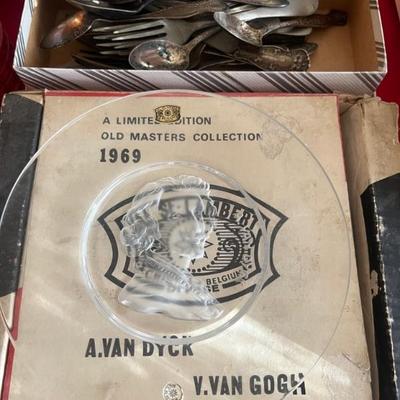 A LIMITED EDITION
OLD MASTERS COLLECTION
1969
BELGIUM
A.VAN DYCK
V.VAN GOGH